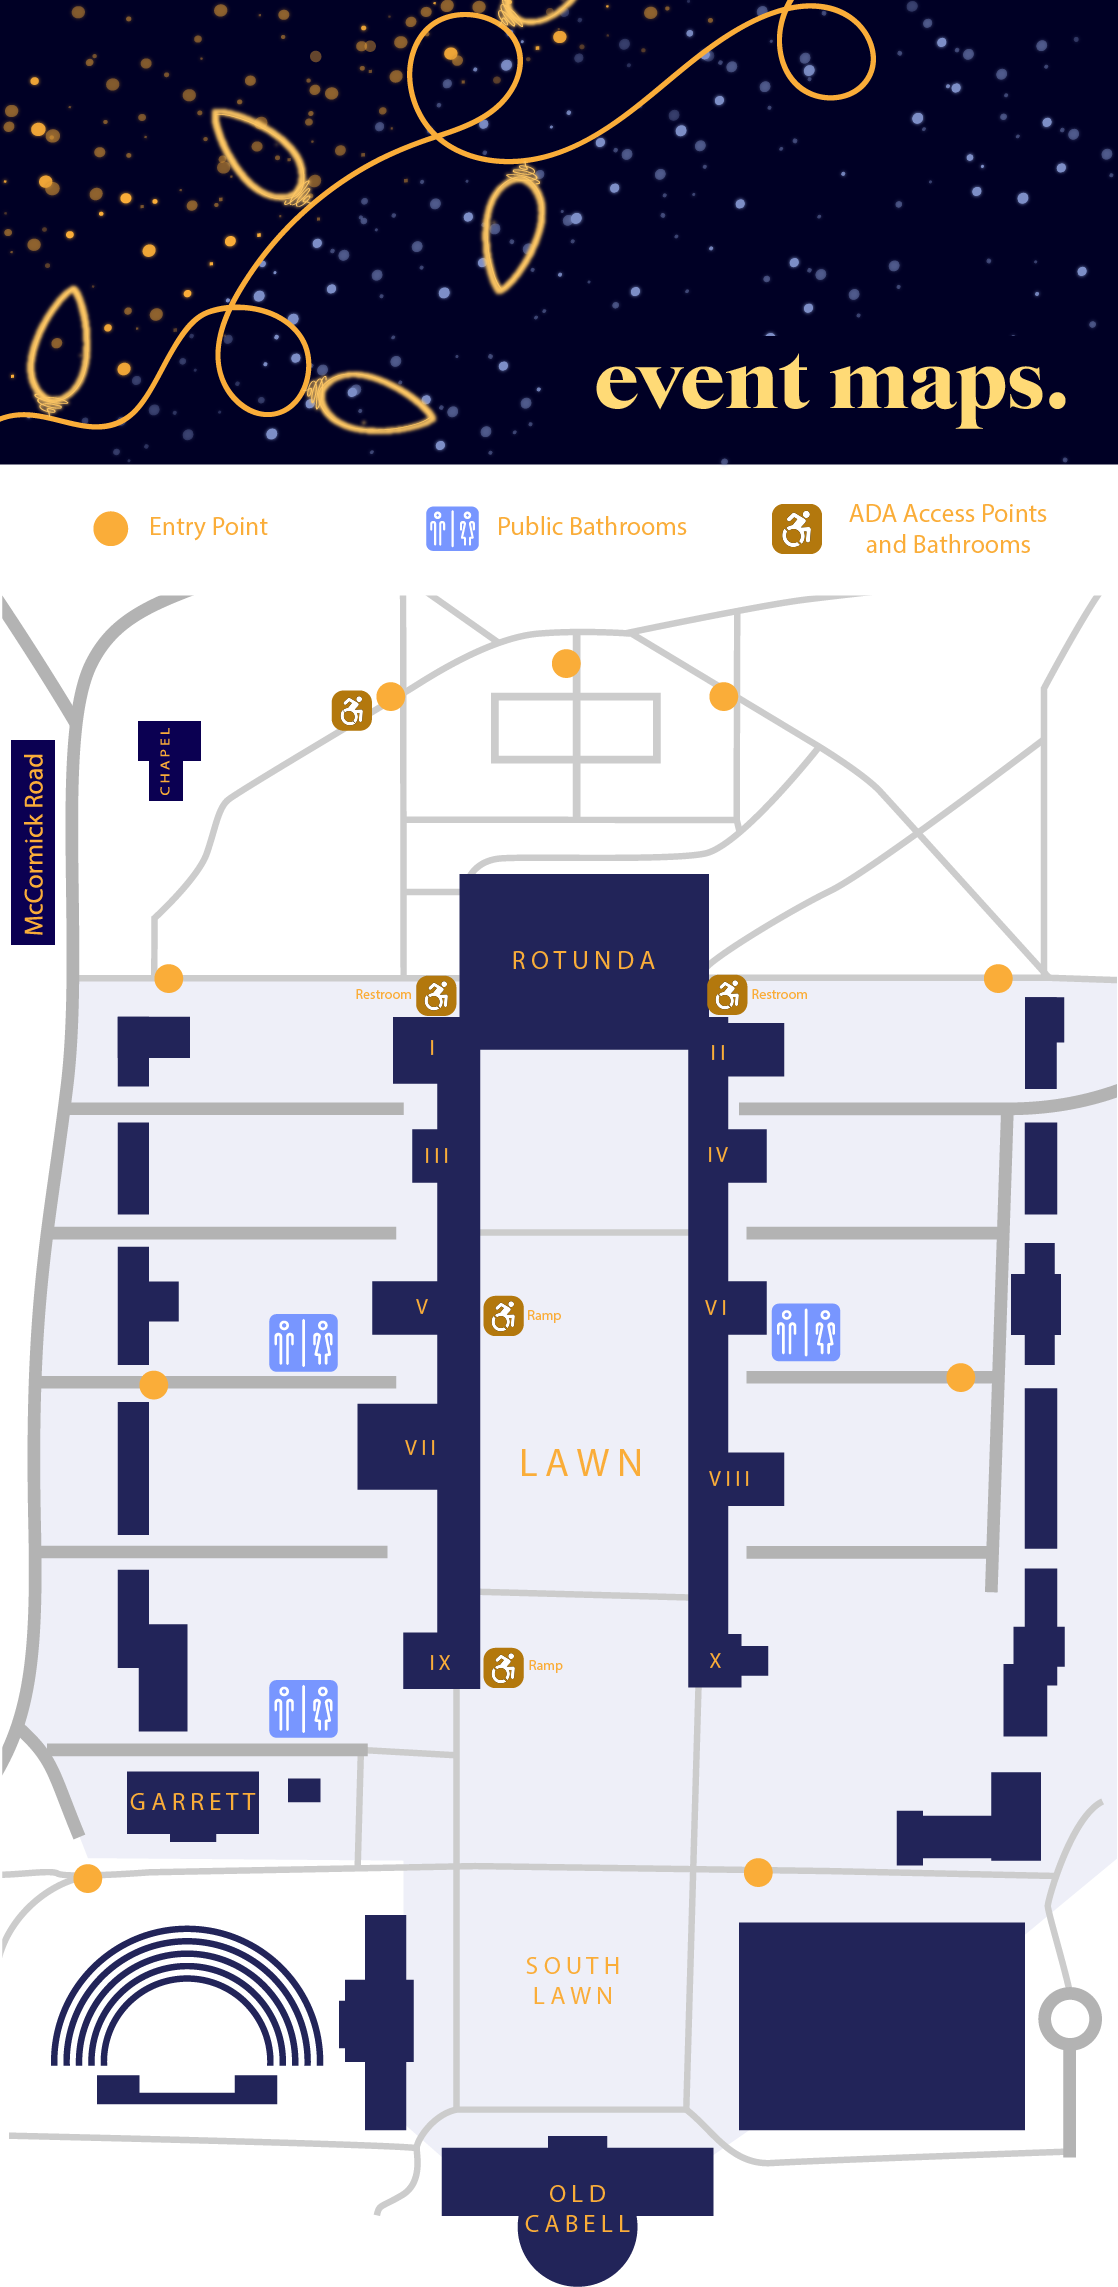 event maps.
Entry Point
Public Bathrooms
ADA Access Points
and Bathrooms
CHAPEL
McCormick Road
ROTUNDA
Restroom
Restroom
I
II
III
IV
V
VI
Ramp
VII
LAWN
VIII
IX
Ramp
X
GARRETT
SOUTH
LAWN
OLD
CABELL